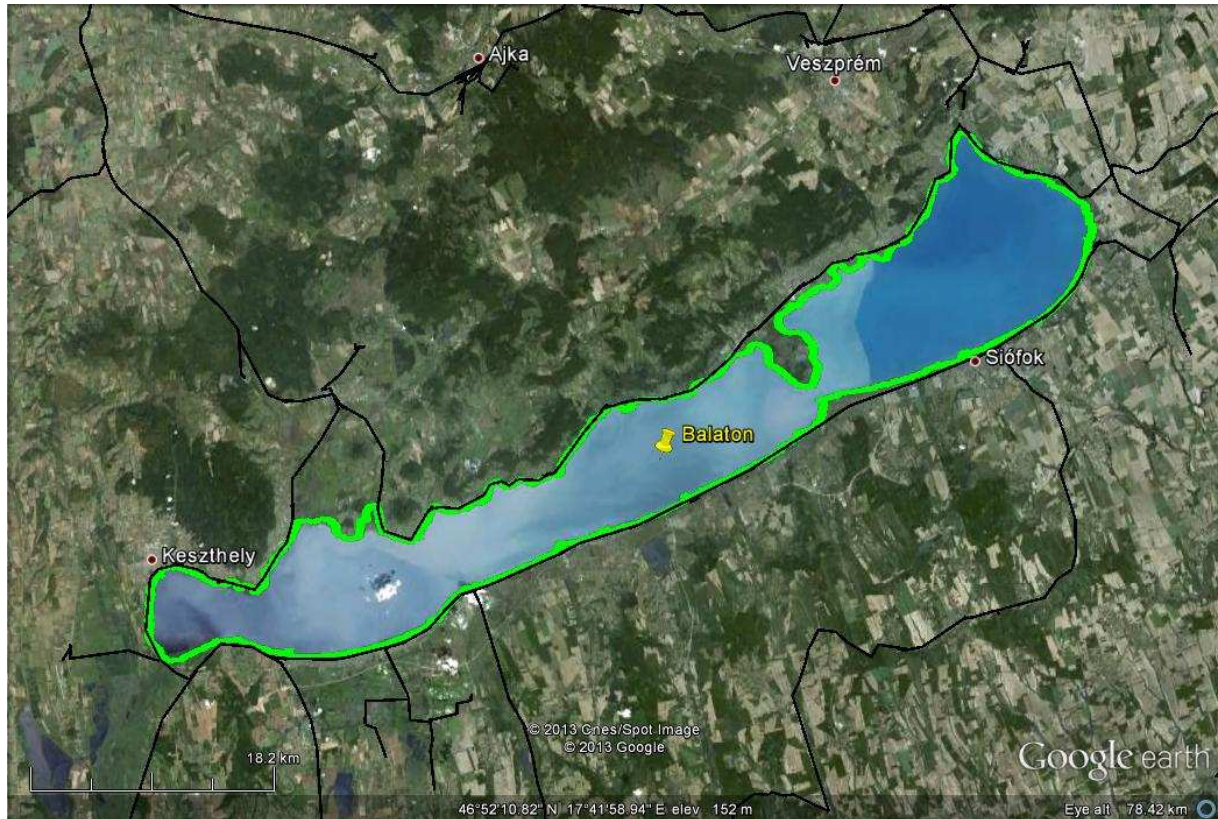 Ajka
Veszprém
Siófok
Balaton
Keszthely
© 2013 Cnes/Spot Image
© 2013 Google
18.2 km
Google earth
46°52'10.82" N 17°41'58.94" E elev 152 m
Eye alt 78.42 km